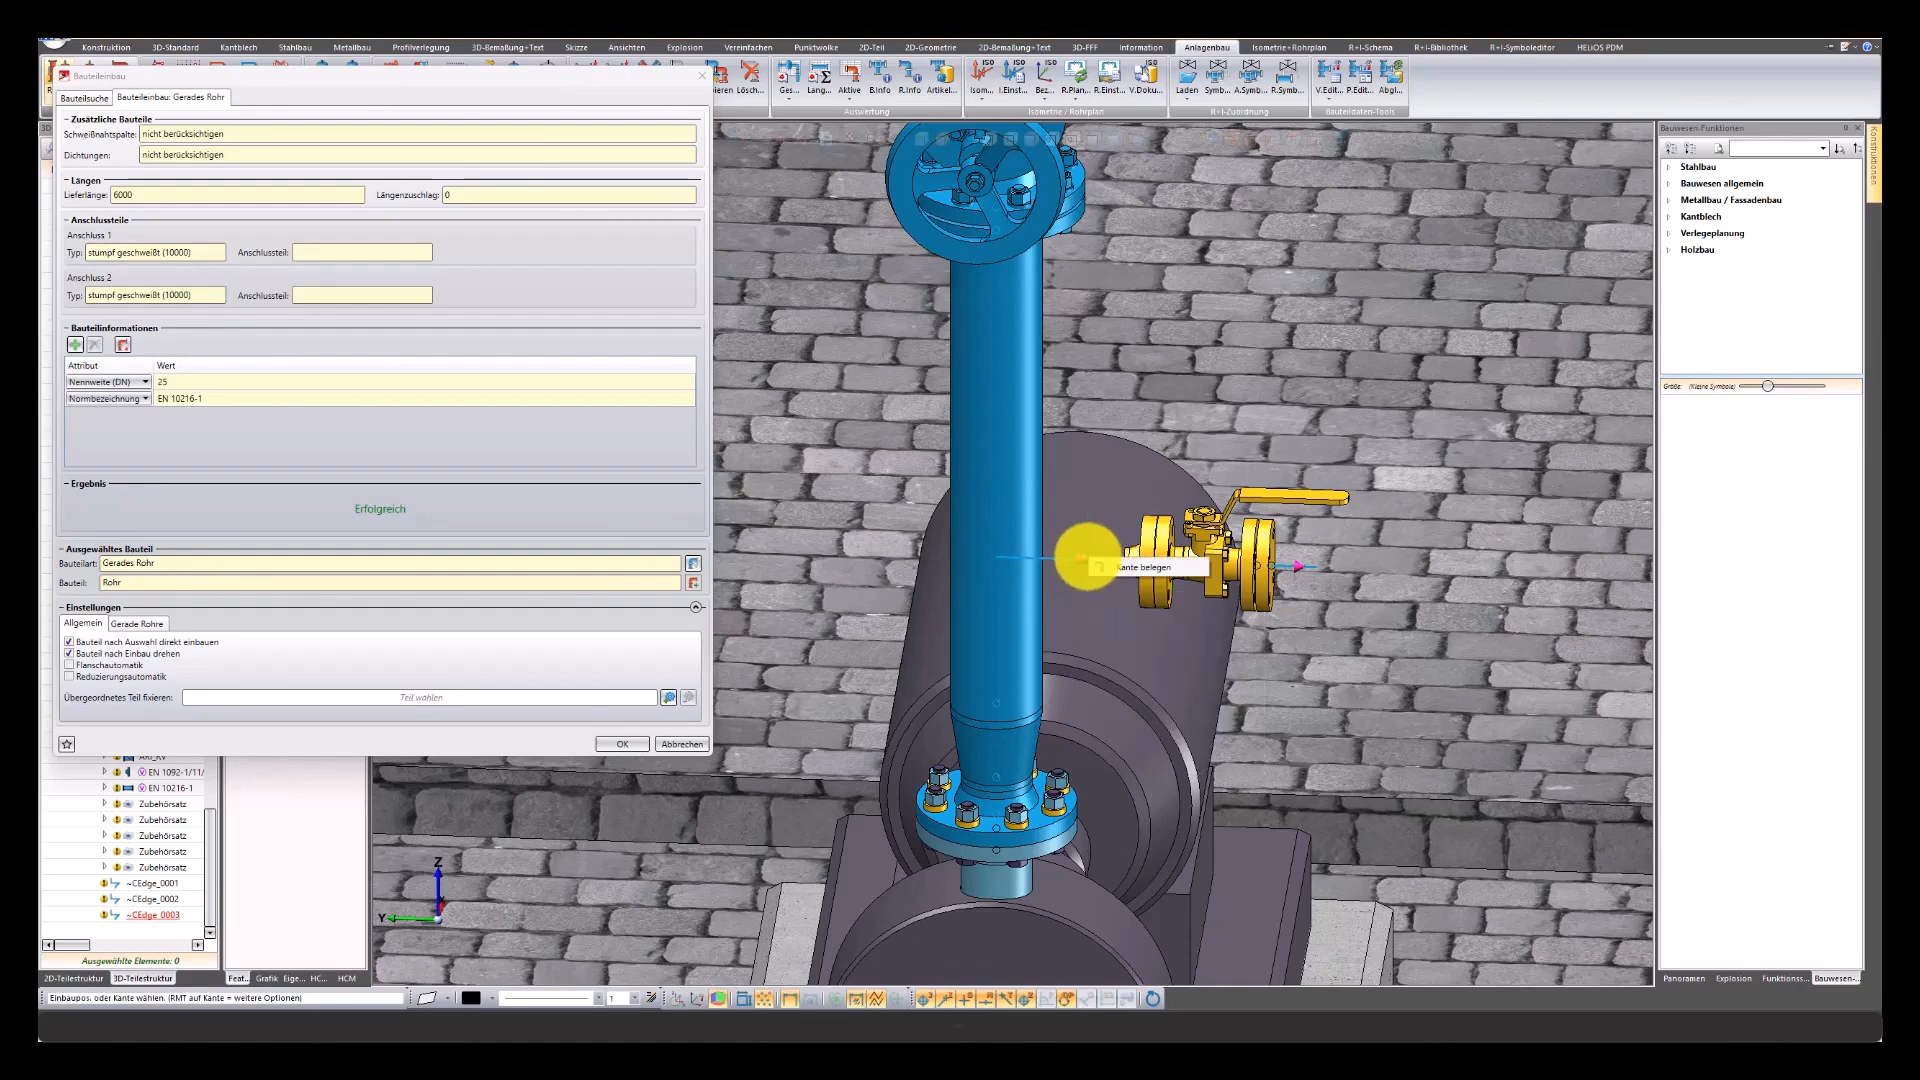 Konstruktion 3D-Standard Kantblech Stahlbau Metallbau Profilverlegung 3D-Bemaßung+Text Skizze Ansichten Explosion Vereinfachen Punktwolke 2D-Teil 2D-Geometrie 2D-Bemaßung+Text 3D-FFF Information Anlagenbau Isometrie+Rohrplan R+I-Schema R+I-Bibliothek R+I-Symboleditor HELiOS PDM
Lösch... Ges... Lang... Aktive B.Info R.Info Artikel... Isom... I.Einst... Bez... R.Plan... R.Einst... V.Doku... Laden Symb... A.Symb... R.Symb... V.Edit... P.Edit... Abgl...
Auswertung Isometrie / Rohrplan R+I-Zuordnung Bauteildaten-Tools
Bauteileinbau
Bauteilsuche Bauteileinbau: Gerades Rohr
Zusätzliche Bauteile
Schweißnahtspalte: nicht berücksichtigen
Dichtungen: nicht berücksichtigen
Längen
Lieferlänge: 6000 Längenzuschlag: 0
Anschlussteile
Anschluss 1
Typ: stumpf geschweißt (10000) Anschlussteil:
Anschluss 2
Typ: stumpf geschweißt (10000) Anschlussteil:
Bauteilinformationen
Attribut Wert
Nennweite (DN) 25
Normbezeichnung EN 10216-1
Ergebnis
Erfolgreich
Ausgewähltes Bauteil
Bauteilart: Gerades Rohr
Bauteil: Rohr
Einstellungen
Allgemein Gerade Rohre
Bauteil nach Auswahl direkt einbauen
Bauteil nach Einbau drehen
Flanschautomatik
Reduzierungsautomatik
Übergeordnetes Teil fixieren: Teil wählen
OK Abbrechen
EN 1092-1/11/
EN 10216-1
Zubehörsatz
Zubehörsatz
Zubehörsatz
Zubehörsatz
Zubehörsatz
~CEdge_0001
~CEdge_0002
~CEdge_0003
Ausgewählte Elemente: 0
2D-Teilestruktur 3D-Teilestruktur Feat... Grafik Eige... HC... HCM
Einbaupos. oder Kante wählen. (RMT auf Kante = weitere Optionen) 1
Kante belegen
Z
Y
Bauwesen-Funktionen
Stahlbau
Bauwesen allgemein
Metallbau / Fassadenbau
Kantblech
Verlegeplanung
Holzbau
Größe: (Kleine Symbole)
Panoramen Explosion Funktionss... Bauwesen-...
Konstruktionen